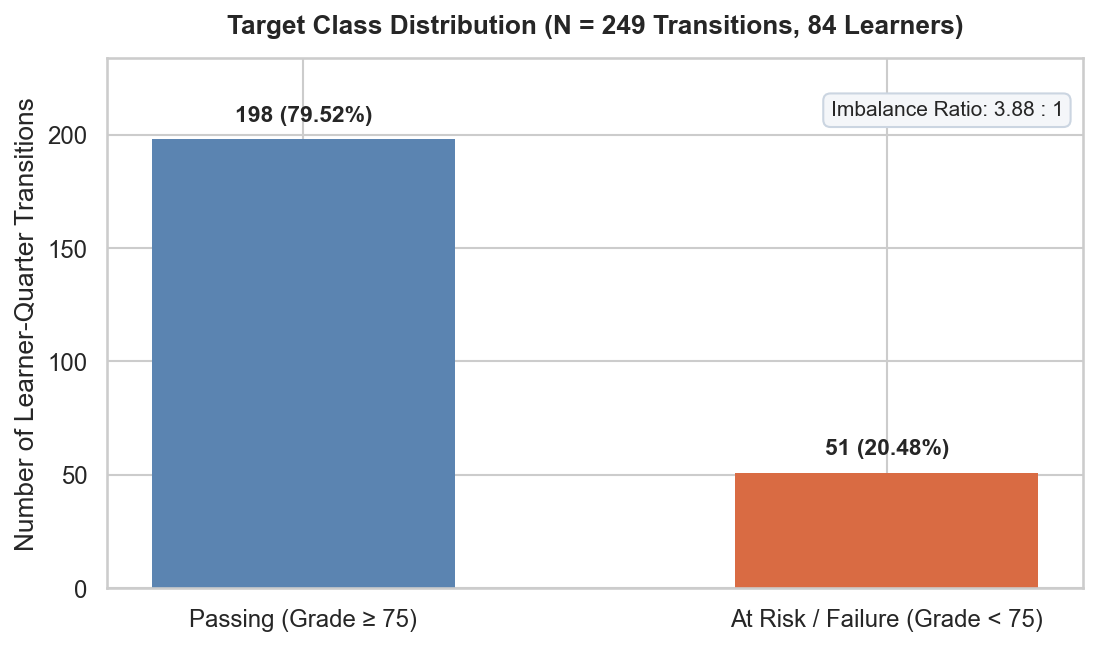 Target Class Distribution (N = 249 Transitions, 84 Learners)
Number of Learner-Quarter Transitions
200
150
100
50
0
198 (79.52%)
Imbalance Ratio: 3.88 : 1
51 (20.48%)
Passing (Grade ≥ 75)
At Risk / Failure (Grade < 75)